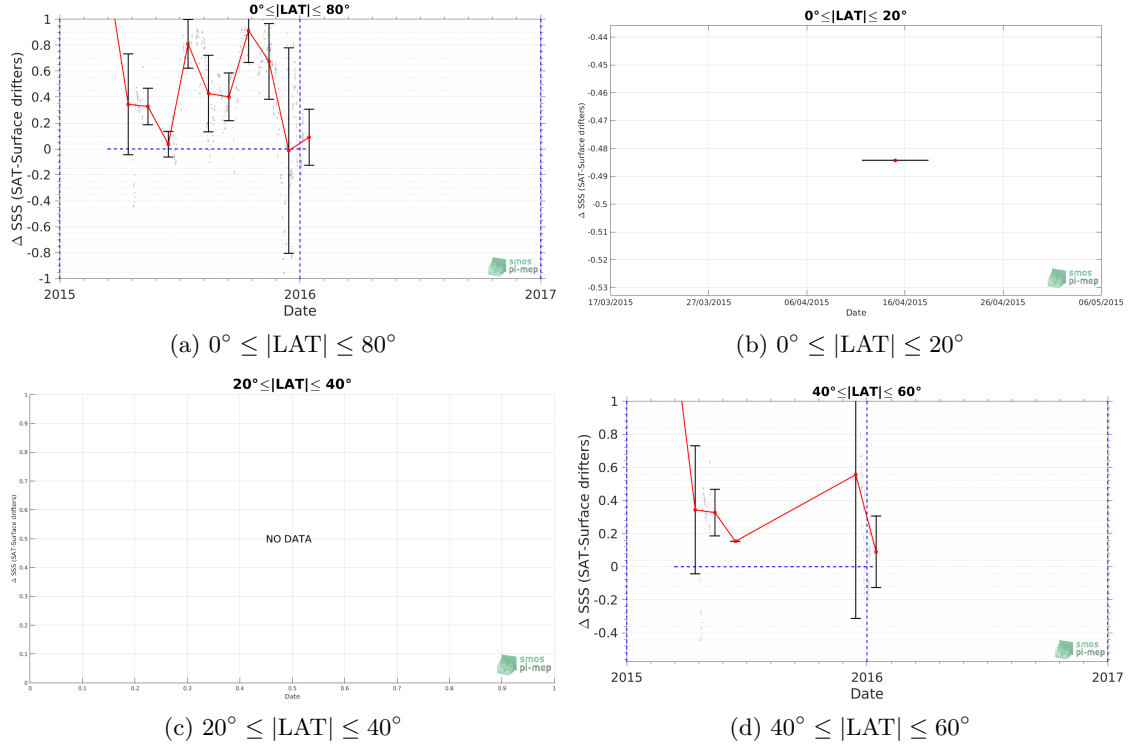 0°≤|LAT|≤ 80°
Δ SSS (SAT-Surface drifters)
1
0.8
0.6
0.4
0.2
0
-0.2
-0.4
-0.6
-0.8
-1
2015
2016
2017
Date
smos
pi-mep
(a) 0° ≤ |LAT| ≤ 80°
0°≤|LAT|≤ 20°
Δ SSS (SAT-Surface drifters)
-0.44
-0.45
-0.46
-0.47
-0.48
-0.49
-0.5
-0.51
-0.52
-0.53
17/03/2015
27/03/2015
06/04/2015
16/04/2015
26/04/2015
06/05/2015
Date
smos
pi-mep
(b) 0° ≤ |LAT| ≤ 20°
20°≤|LAT|≤ 40°
Δ SSS (SAT-Surface drifters)
1
0.9
0.8
0.7
0.6
0.5
0.4
0.3
0.2
0.1
0
NO DATA
0
0.1
0.2
0.3
0.4
0.5
0.6
0.7
0.8
0.9
1
Date
smos
pi-mep
(c) 20° ≤ |LAT| ≤ 40°
40°≤|LAT|≤ 60°
Δ SSS (SAT-Surface drifters)
1
0.8
0.6
0.4
0.2
0
-0.2
-0.4
2015
2016
2017
Date
smos
pi-mep
(d) 40° ≤ |LAT| ≤ 60°